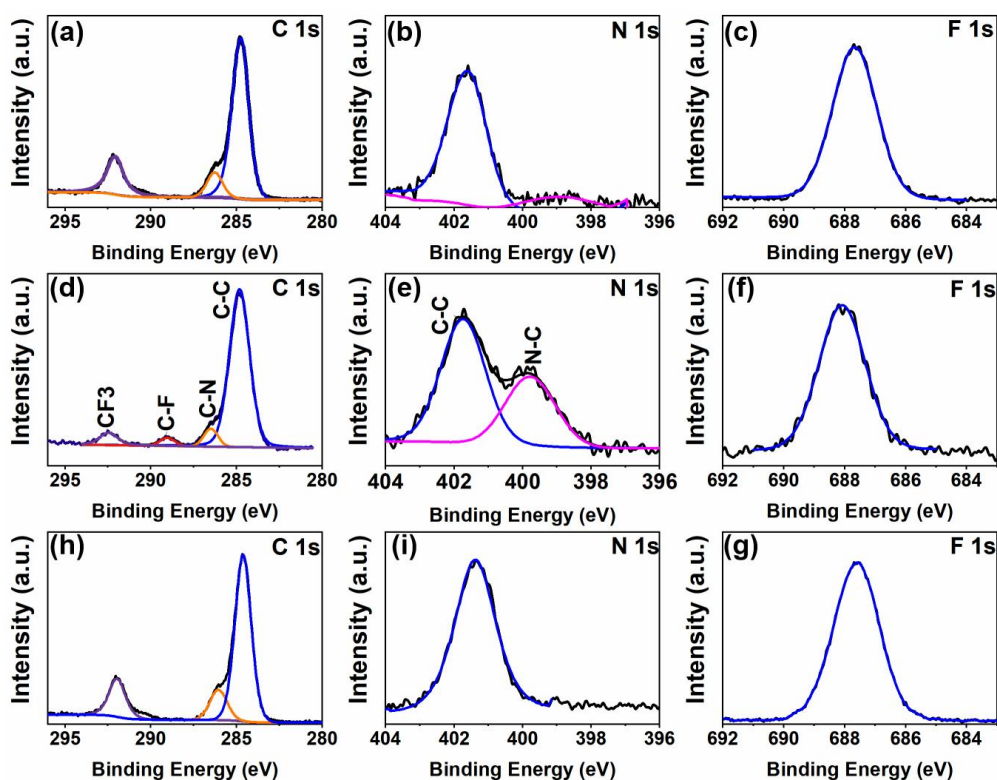 (a) C 1s
Intensity (a.u.)
295 290 285 280
Binding Energy (eV)
(b) N 1s
Intensity (a.u.)
404 402 400 398 396
Binding Energy (eV)
(c) F 1s
Intensity (a.u.)
692 690 688 686 684
Binding Energy (eV)
(d) C 1s
Intensity (a.u.)
CF3
C-F
C-N
C-C
295 290 285 280
Binding Energy (eV)
(e) N 1s
Intensity (a.u.)
C-C
N-C
404 402 400 398 396
Binding Energy (eV)
(f) F 1s
Intensity (a.u.)
692 690 688 686 684
Binding Energy (eV)
(h) C 1s
Intensity (a.u.)
295 290 285 280
Binding Energy (eV)
(i) N 1s
Intensity (a.u.)
404 402 400 398 396
Binding Energy (eV)
(g) F 1s
Intensity (a.u.)
692 690 688 686 684
Binding Energy (eV)